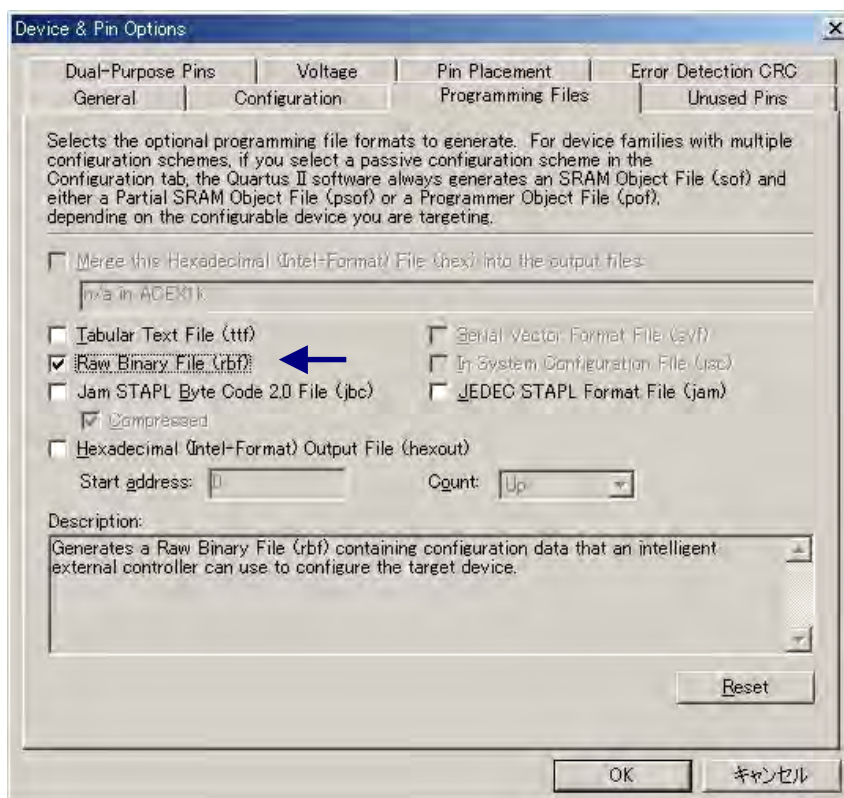 Device & Pin Options
Dual-Purpose Pins Voltage Pin Placement Error Detection CRC
General Configuration Programming Files Unused Pins
Selects the optional programming file formats to generate. For device families with multiple
configuration schemes, if you select a passive configuration scheme in the
Configuration tab, the Quartus II software always generates an SRAM Object File (sof) and
either a Partial SRAM Object File (psof) or a Programmer Object File (pof),
depending on the configurable device you are targeting.
Merge this Hexadecimal (Intel-Format) File (hex) into the output files:
n/a in ACEX1K
Tabular Text File (ttf) Serial Vector Format File (svf)
Raw Binary File (rbf) In System Configuration File (isc)
Jam STAPL Byte Code 2.0 File (jbc) JEDEC STAPL Format File (jam)
Compressed
Hexadecimal (Intel-Format) Output File (hexout)
Start address: 0 Count: Up
Description:
Generates a Raw Binary File (rbf) containing configuration data that an intelligent
external controller can use to configure the target device.
Reset
OK キャンセル